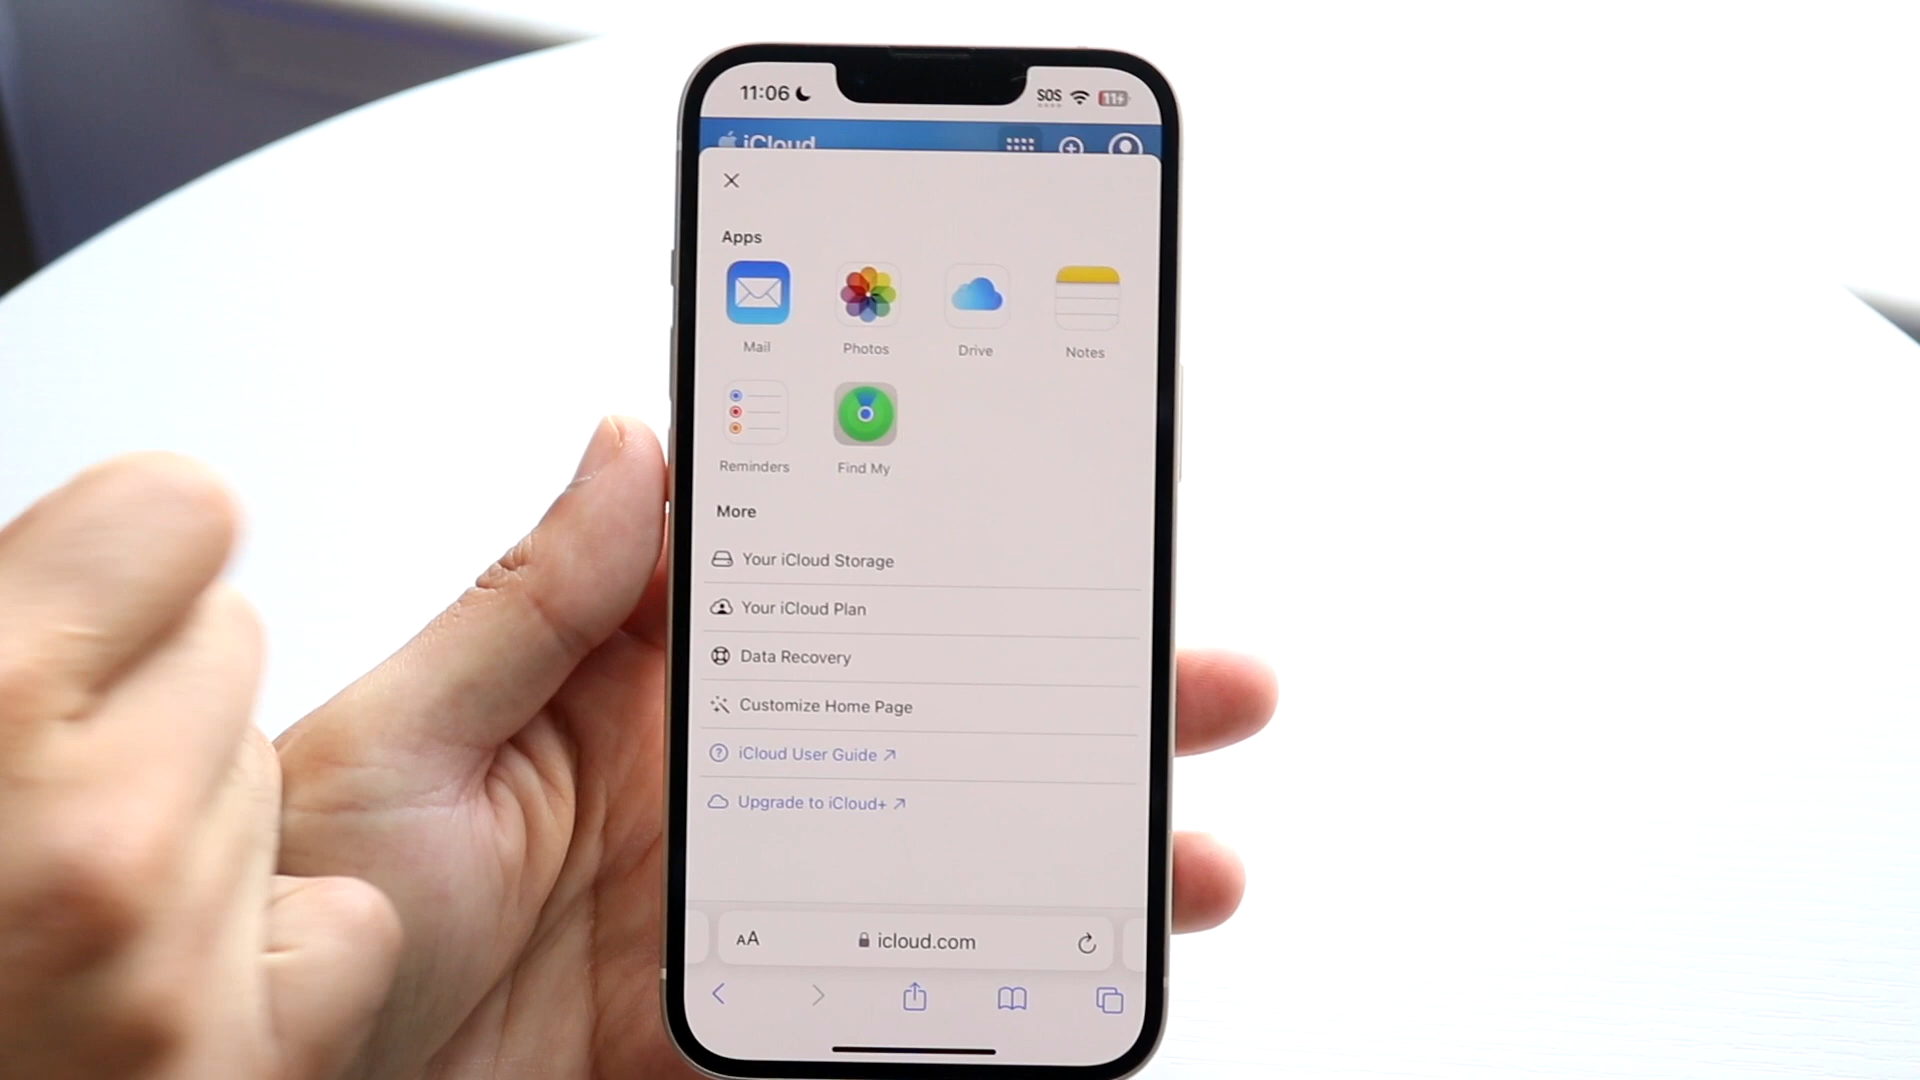 11:06
SOS
11
iCloud
Apps
Mail
Photos
Drive
Notes
Reminders
Find My
More
Your iCloud Storage
Your iCloud Plan
Data Recovery
Customize Home Page
iCloud User Guide ↗
Upgrade to iCloud+ ↗
AA
icloud.com